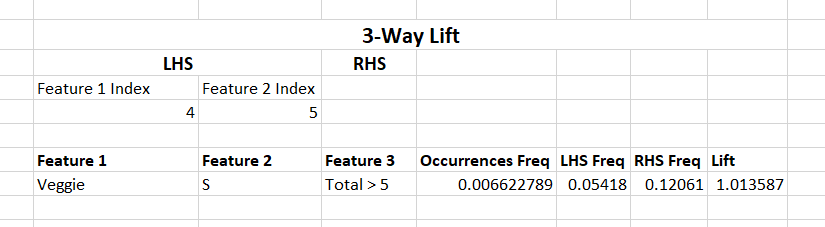 3-Way Lift
LHS RHS
Feature 1 Index Feature 2 Index
4 5
Feature 1 Feature 2 Feature 3 Occurrences Freq LHS Freq RHS Freq Lift
Veggie S Total > 5 0.006622789 0.05418 0.12061 1.013587